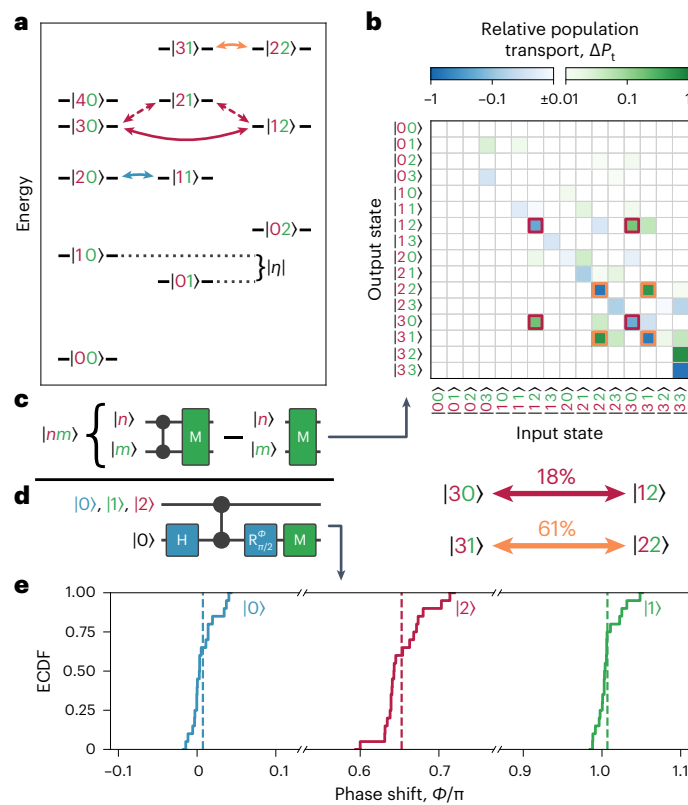 a
|31⟩
|22⟩
|40⟩
|21⟩
|30⟩
|12⟩
|20⟩
|11⟩
|02⟩
|10⟩
|η|
|01⟩
|00⟩
Energy
b
Relative population
transport, ΔPt
−1
−0.1
±0.01
0.1
1
Output state
|00⟩
|01⟩
|02⟩
|03⟩
|10⟩
|11⟩
|12⟩
|13⟩
|20⟩
|21⟩
|22⟩
|23⟩
|30⟩
|31⟩
|32⟩
|33⟩
|00⟩ |01⟩ |02⟩ |03⟩ |10⟩ |11⟩ |12⟩ |13⟩ |20⟩ |21⟩ |22⟩ |23⟩ |30⟩ |31⟩ |32⟩ |33⟩
Input state
c
|nm⟩ { |n⟩ |m⟩ M − |n⟩ |m⟩ M
d
|0⟩, |1⟩, |2⟩
|0⟩ H RΦπ/2 M
|30⟩ 18% |12⟩
|31⟩ 61% |22⟩
e
1.00
0.75
0.50
0.25
0
ECDF
|0⟩
|2⟩
|1⟩
−0.1 0 0.1 0.6 0.7 0.9 1.0 1.1
Phase shift, Φ/π